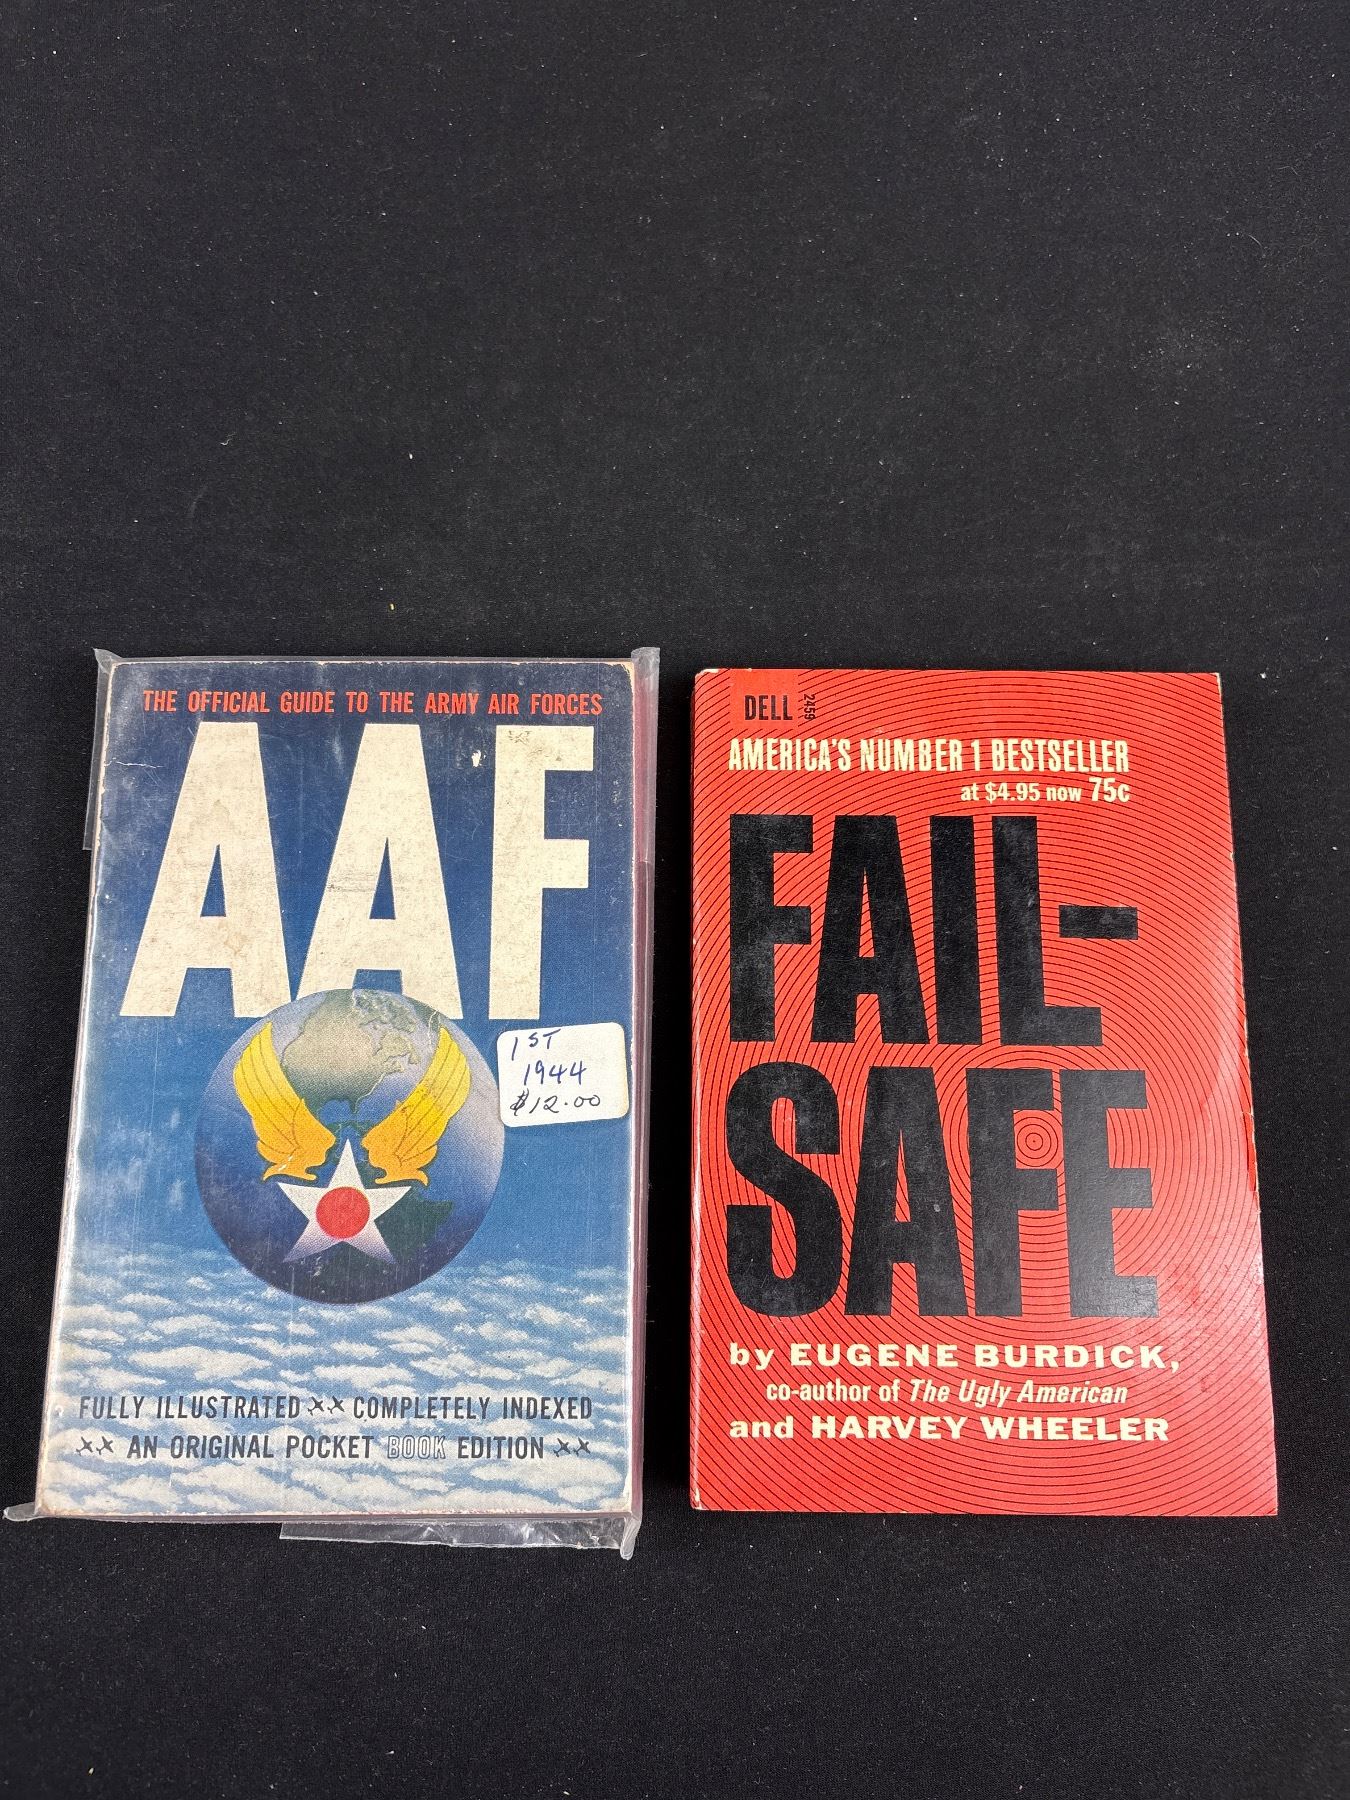 THE OFFICIAL GUIDE TO THE ARMY AIR FORCES
AAF
1ST
1944
$12.00
FULLY ILLUSTRATED COMPLETELY INDEXED
AN ORIGINAL POCKET BOOK EDITION
DELL 2459
AMERICA'S NUMBER 1 BESTSELLER
at $4.95 now 75c
FAIL-
SAFE
by EUGENE BURDICK,
co-author of The Ugly American
and HARVEY WHEELER